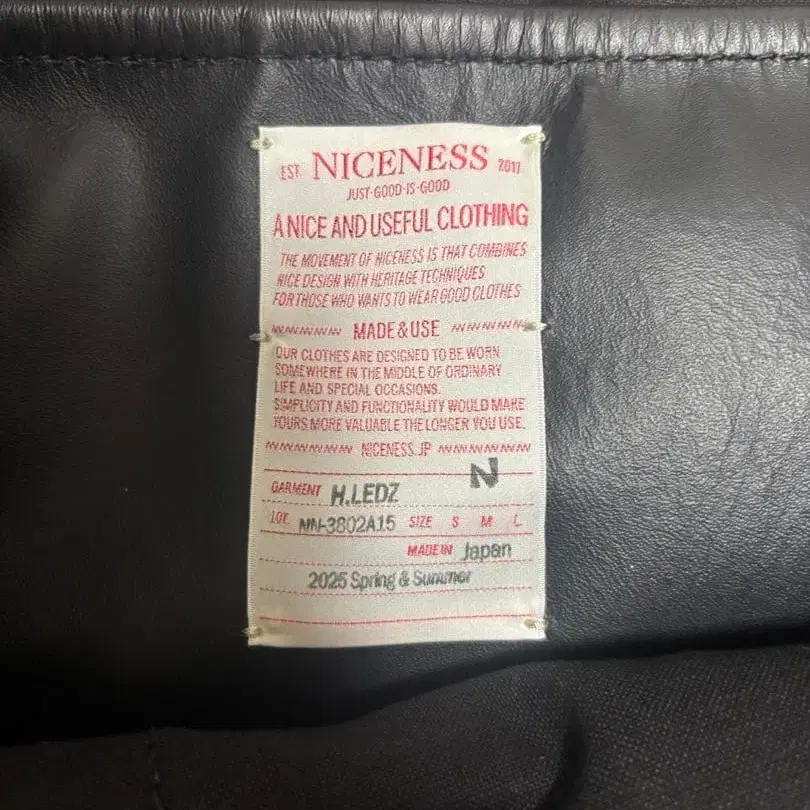 EST. NICENESS 2017
JUST-GOOD-IS-GOOD
A NICE AND USEFUL CLOTHING
THE MOVEMENT OF NICENESS IS THAT COMBINES
NICE DESIGN WITH HERITAGE TECHNIQUES
FOR THOSE WHO WANTS TO WEAR GOOD CLOTHES
MADE & USE
OUR CLOTHES ARE DESIGNED TO BE WORN
SOMEWHERE IN THE MIDDLE OF ORDINARY
LIFE AND SPECIAL OCCASIONS.
SIMPLICITY AND FUNCTIONALITY WOULD MAKE
YOURS MORE VALUABLE THE LONGER YOU USE.
NICENESS.JP
N
GARMENT H.LEDZ
LOT. NN-3802A15 SIZE S M L
MADE IN Japan
2025 Spring & Summer